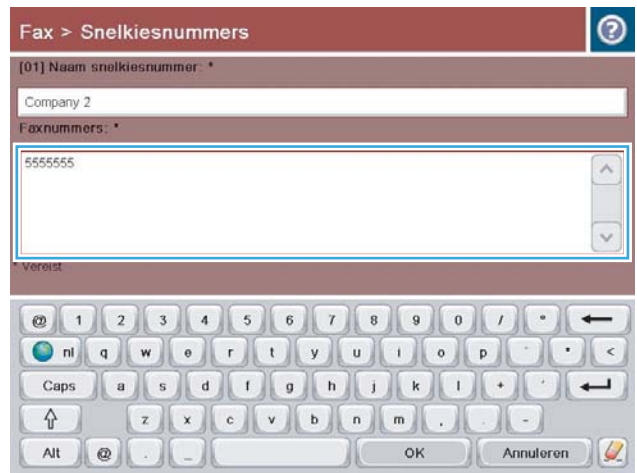 Fax > Snelkiesnummers
?
[01] Naam snelkiesnummer: *
Company 2
Faxnummers: *
5555555
* Vereist
@ 1 2 3 4 5 6 7 8 9 0 / °
nl q w e r t y u i o p ¨ * <
Caps a s d f g h j k l + ´
z x c v b n m , . -
Alt @ . _ OK Annuleren